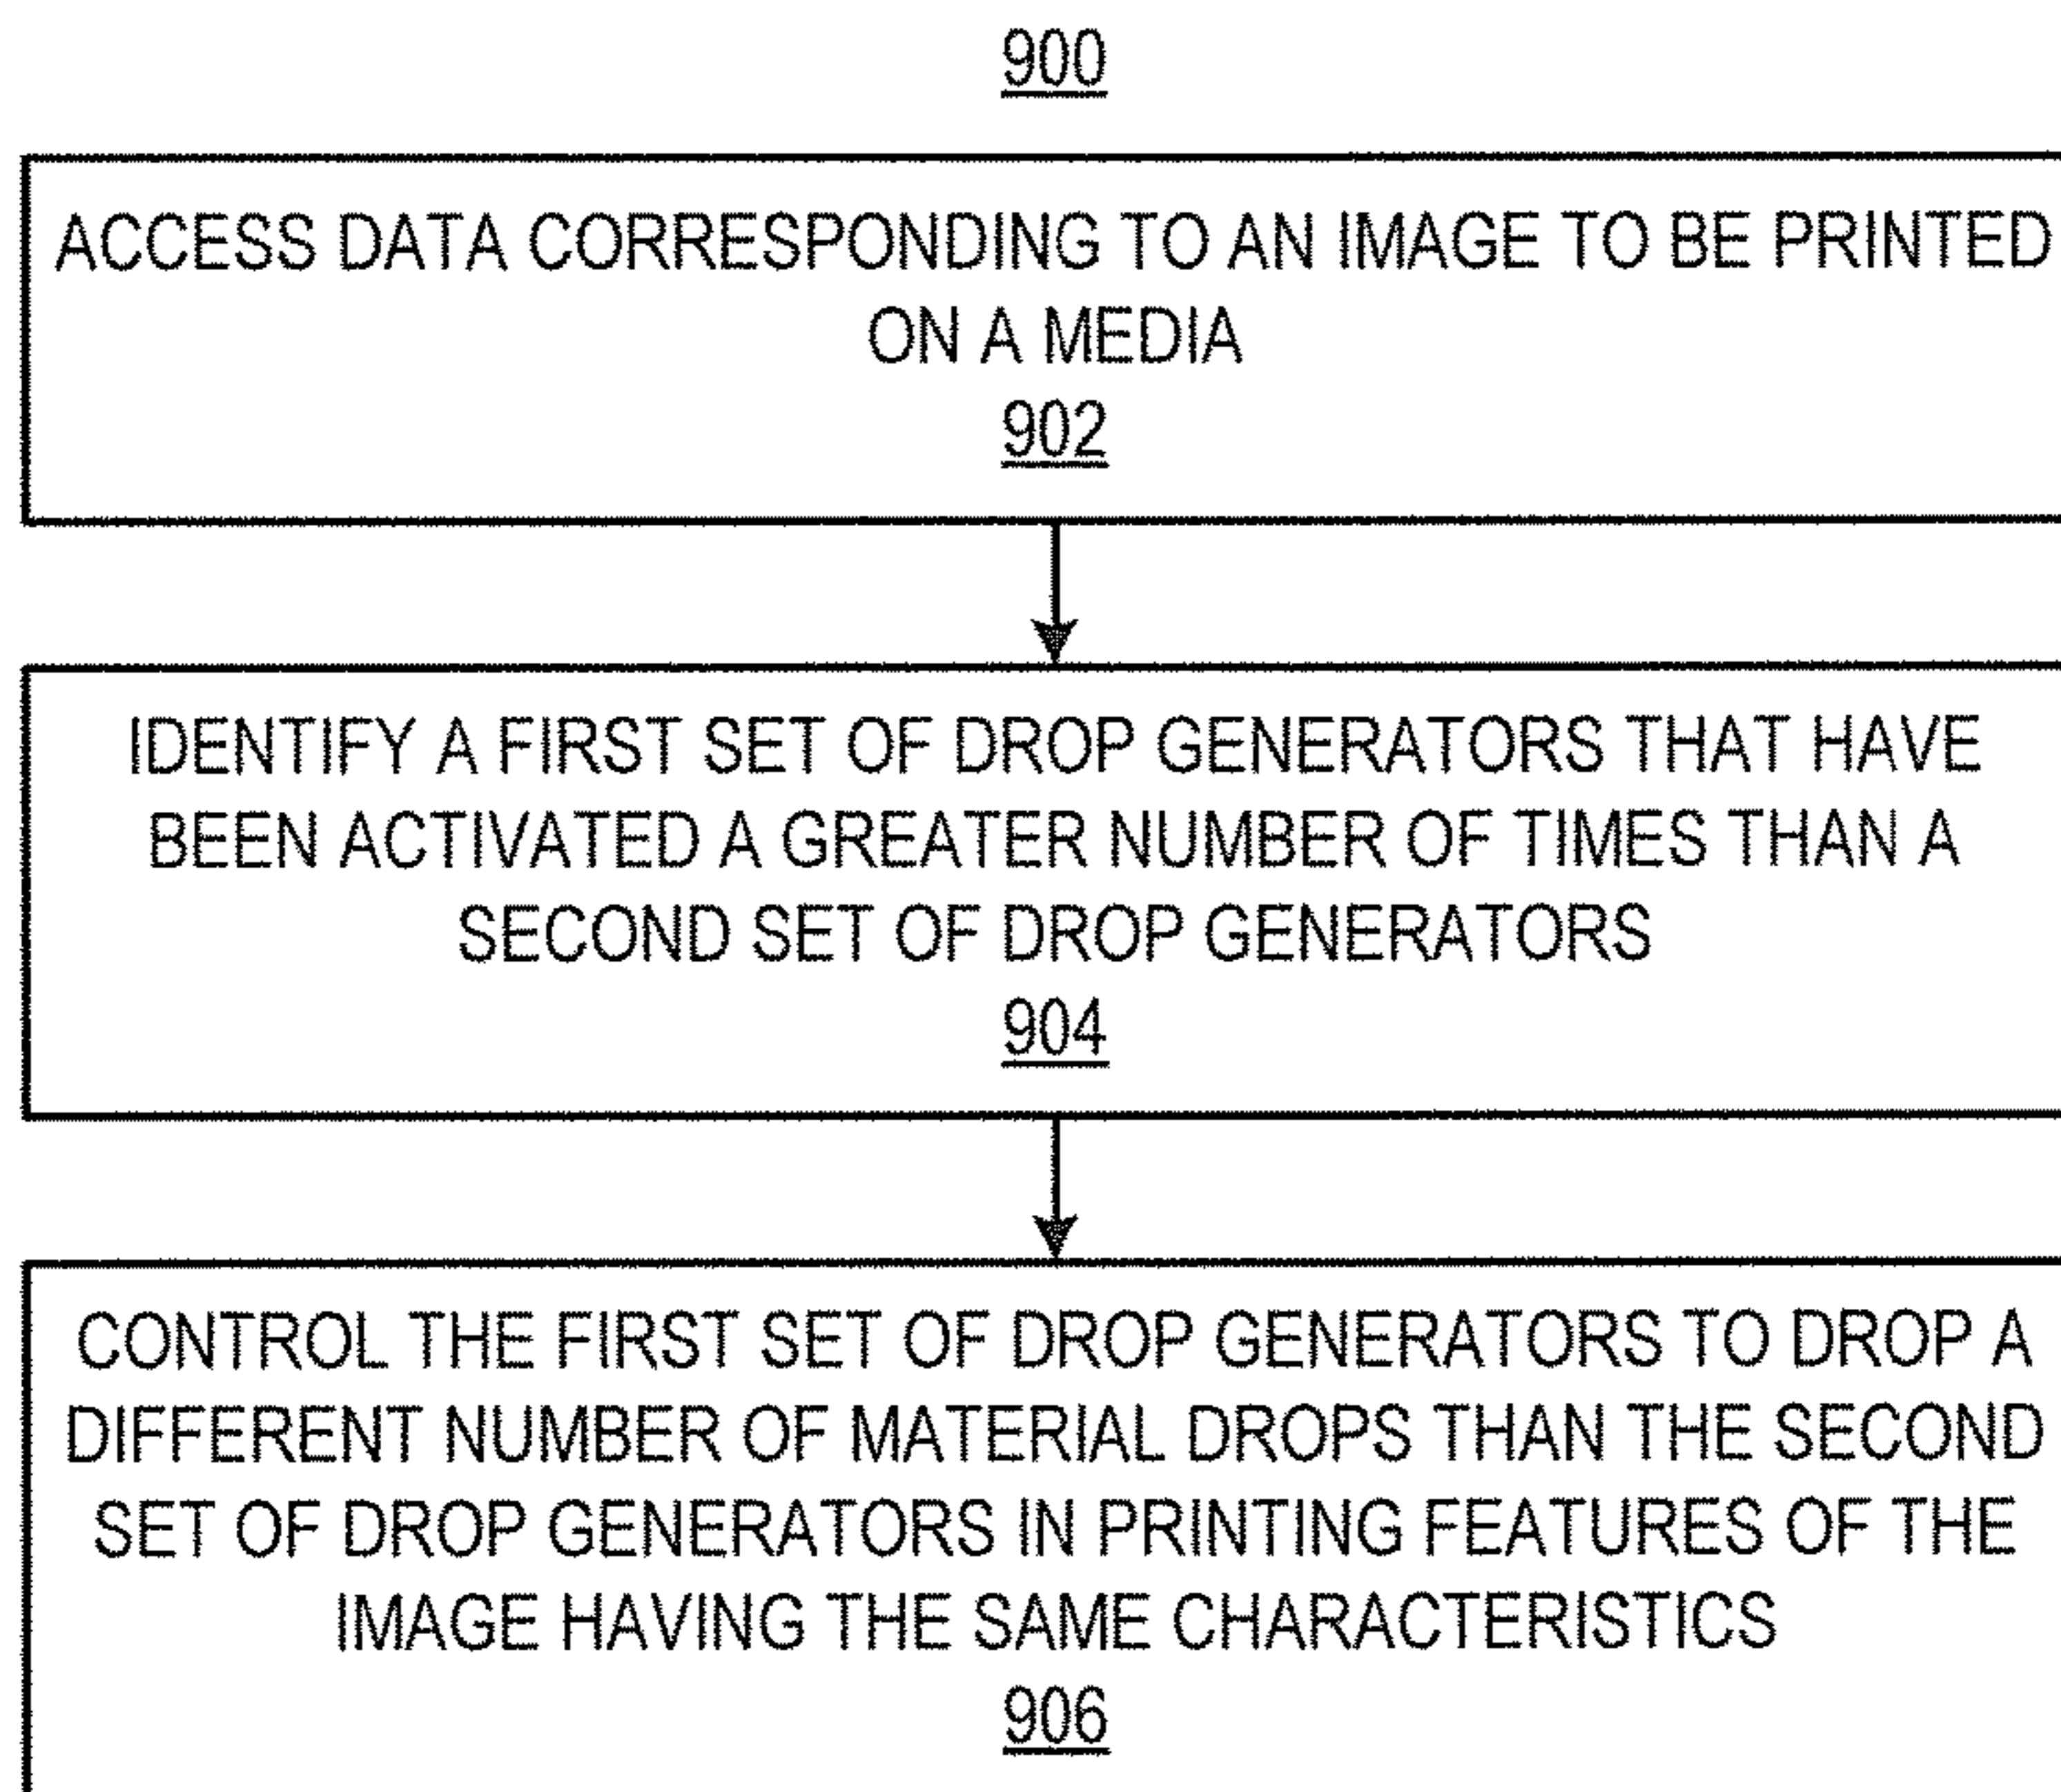 900
ACCESS DATA CORRESPONDING TO AN IMAGE TO BE PRINTED
ON A MEDIA
902
IDENTIFY A FIRST SET OF DROP GENERATORS THAT HAVE
BEEN ACTIVATED A GREATER NUMBER OF TIMES THAN A
SECOND SET OF DROP GENERATORS
904
CONTROL THE FIRST SET OF DROP GENERATORS TO DROP A
DIFFERENT NUMBER OF MATERIAL DROPS THAN THE SECOND
SET OF DROP GENERATORS IN PRINTING FEATURES OF THE
IMAGE HAVING THE SAME CHARACTERISTICS
906